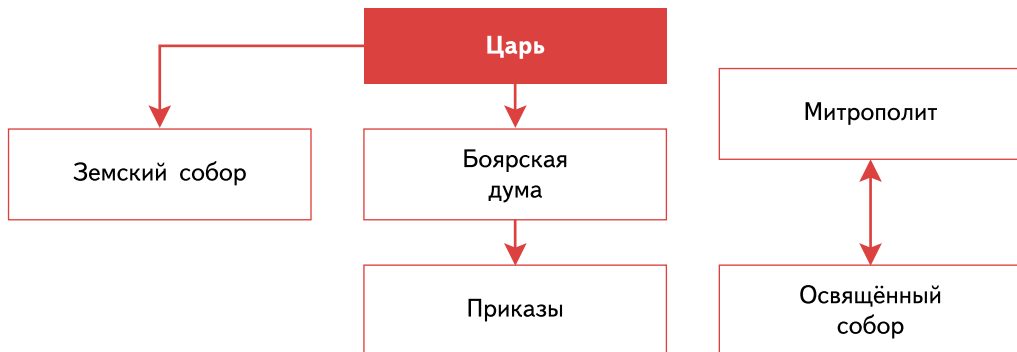 Царь
Митрополит
Земский собор
Боярская
дума
Приказы
Освящённый
собор